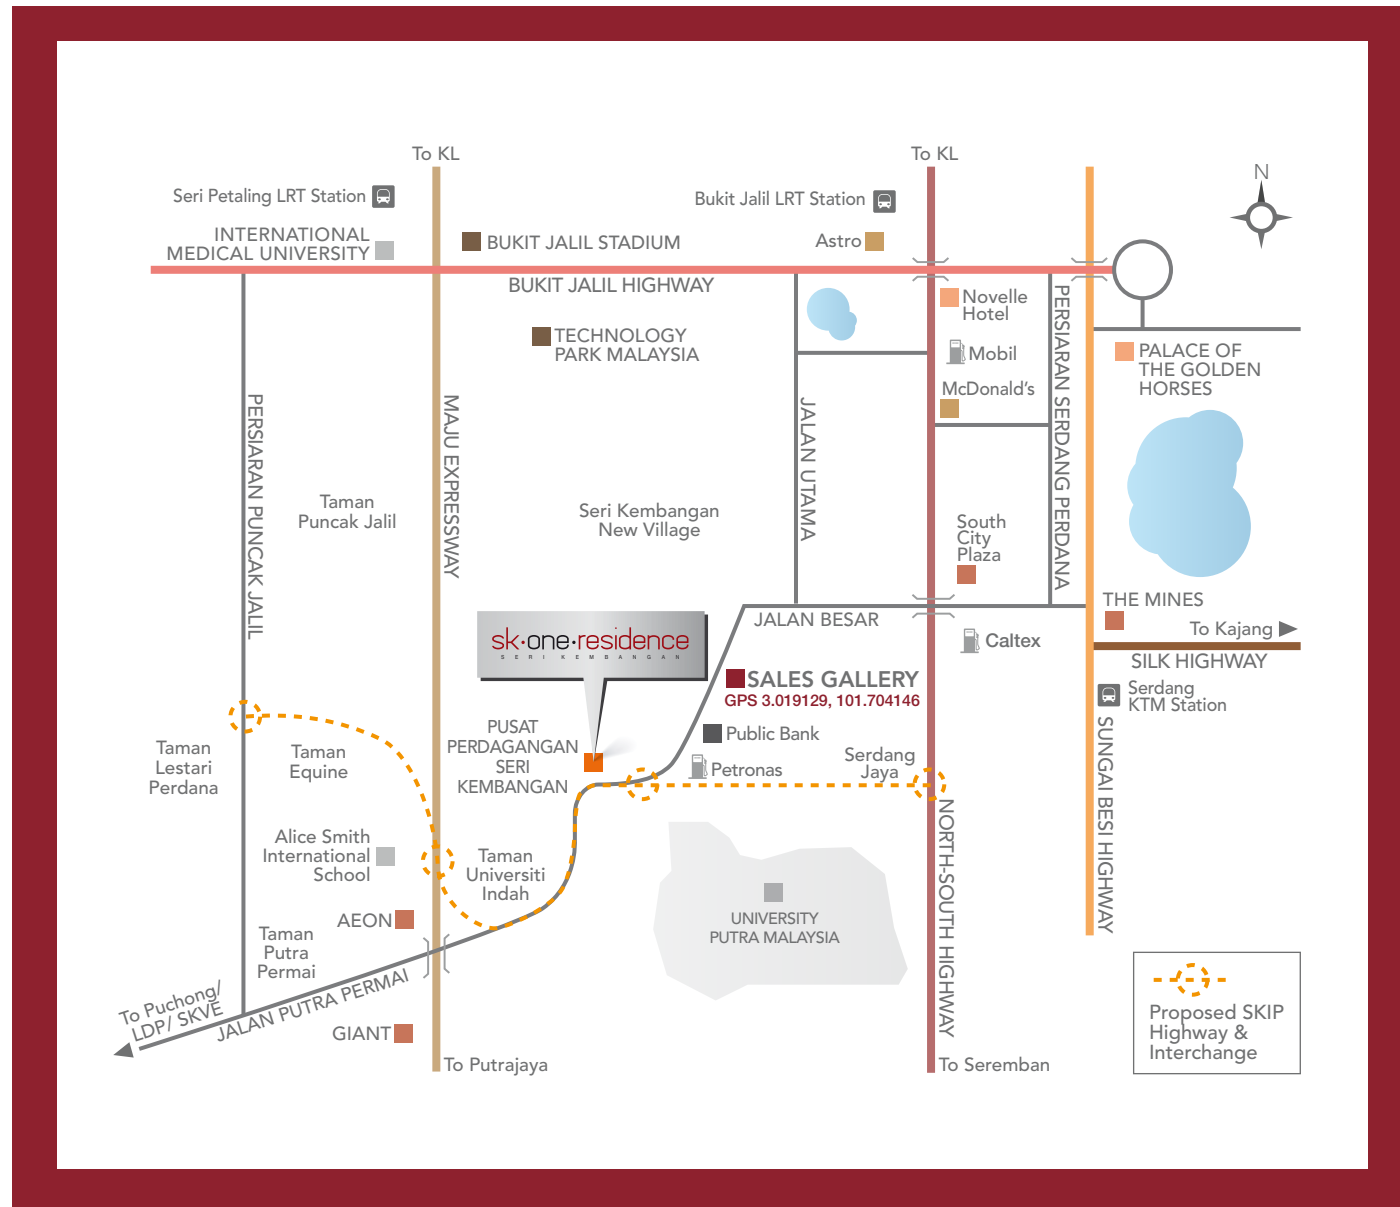 To KL
To KL
N
Seri Petaling LRT Station
Bukit Jalil LRT Station
INTERNATIONAL
MEDICAL UNIVERSITY
BUKIT JALIL STADIUM
Astro
BUKIT JALIL HIGHWAY
Novelle
Hotel
TECHNOLOGY
PARK MALAYSIA
Mobil
PALACE OF
THE GOLDEN
HORSES
McDonald's
PERSIARAN PUNCAK JALIL
MAJU EXPRESSWAY
JALAN UTAMA
PERSIARAN SERDANG PERDANA
Taman
Puncak Jalil
Seri Kembangan
New Village
South
City
Plaza
THE MINES
JALAN BESAR
To Kajang
sk·one·residence
SERI KEMBANGAN
Caltex
SILK HIGHWAY
SALES GALLERY
GPS 3.019129, 101.704146
Serdang
KTM Station
PUSAT
PERDAGANGAN
SERI
KEMBANGAN
Public Bank
Petronas
Serdang
Jaya
SUNGAI BESI HIGHWAY
Taman
Lestari
Perdana
Taman
Equine
NORTH-SOUTH HIGHWAY
Alice Smith
International
School
Taman
Universiti
Indah
AEON
UNIVERSITY
PUTRA MALAYSIA
Taman
Putra
Permai
To Puchong/
LDP/ SKVE
JALAN PUTRA PERMAI
GIANT
To Putrajaya
To Seremban
Proposed SKIP
Highway &
Interchange